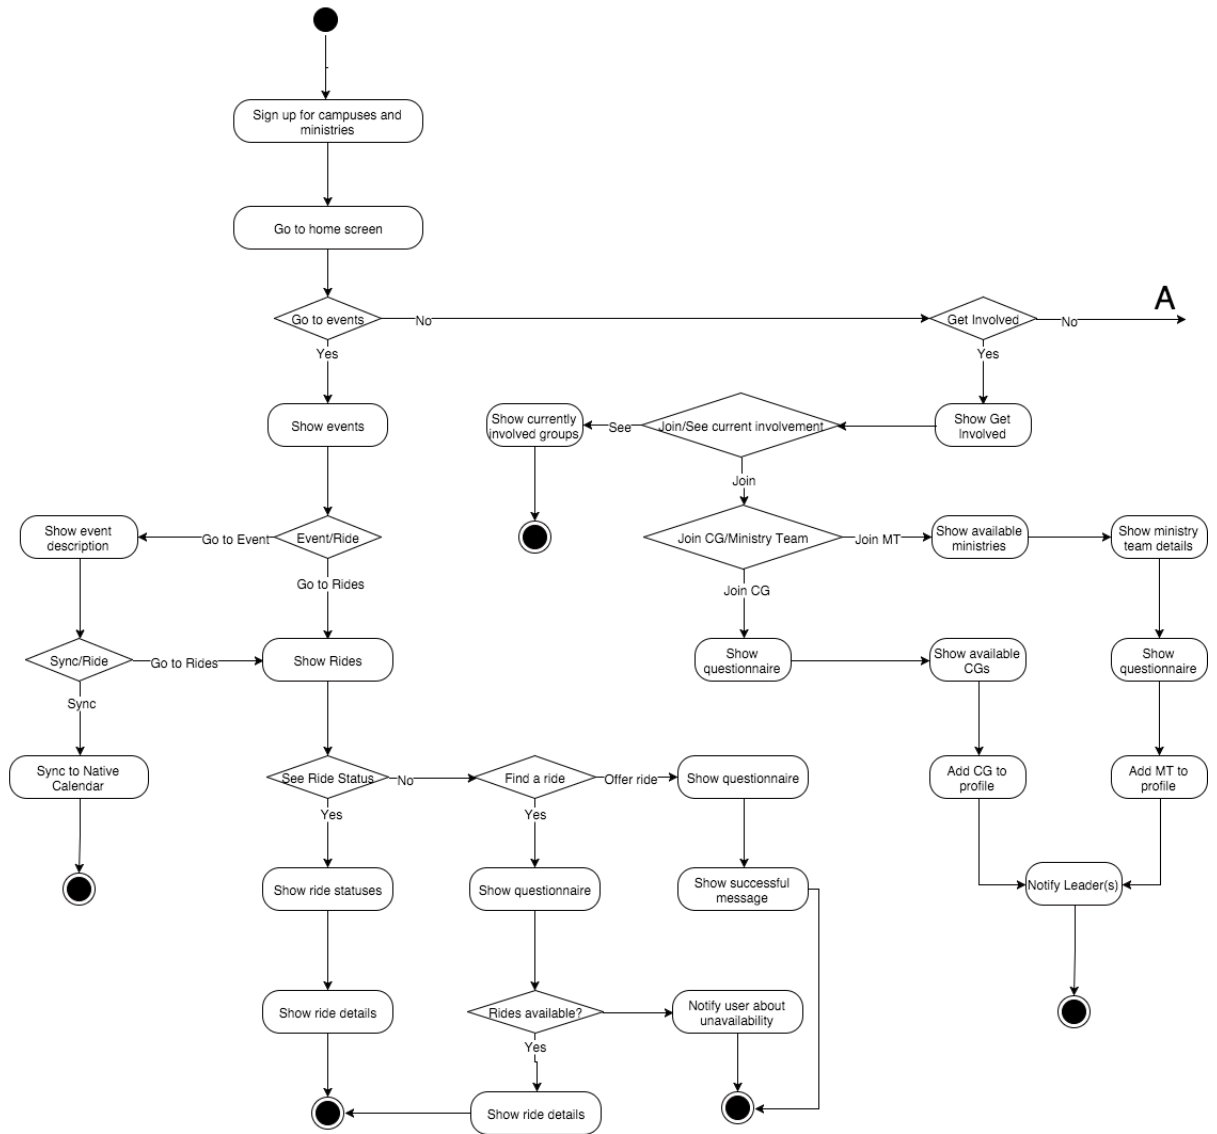 Sign up for campuses and
ministries
Go to home screen
A
Go to events
No
Get Involved
No
Yes
Yes
Show events
Show currently
involved groups
See
Join/See current involvement
Show Get
Involved
Join
Show event
description
Go to Event
Event/Ride
Join CG/Ministry Team
Join MT
Show available
ministries
Show ministry
team details
Go to Rides
Join CG
Sync/Ride
Go to Rides
Show Rides
Show
questionnaire
Show available
CGs
Show
questionnaire
Sync
Sync to Native
Calendar
See Ride Status
No
Find a ride
Offer ride
Show questionnaire
Add CG to
profile
Add MT to
profile
Yes
Yes
Show ride statuses
Show questionnaire
Show successful
message
Notify Leader(s)
Show ride details
Rides available?
Notify user about
unavailability
Yes
Show ride details